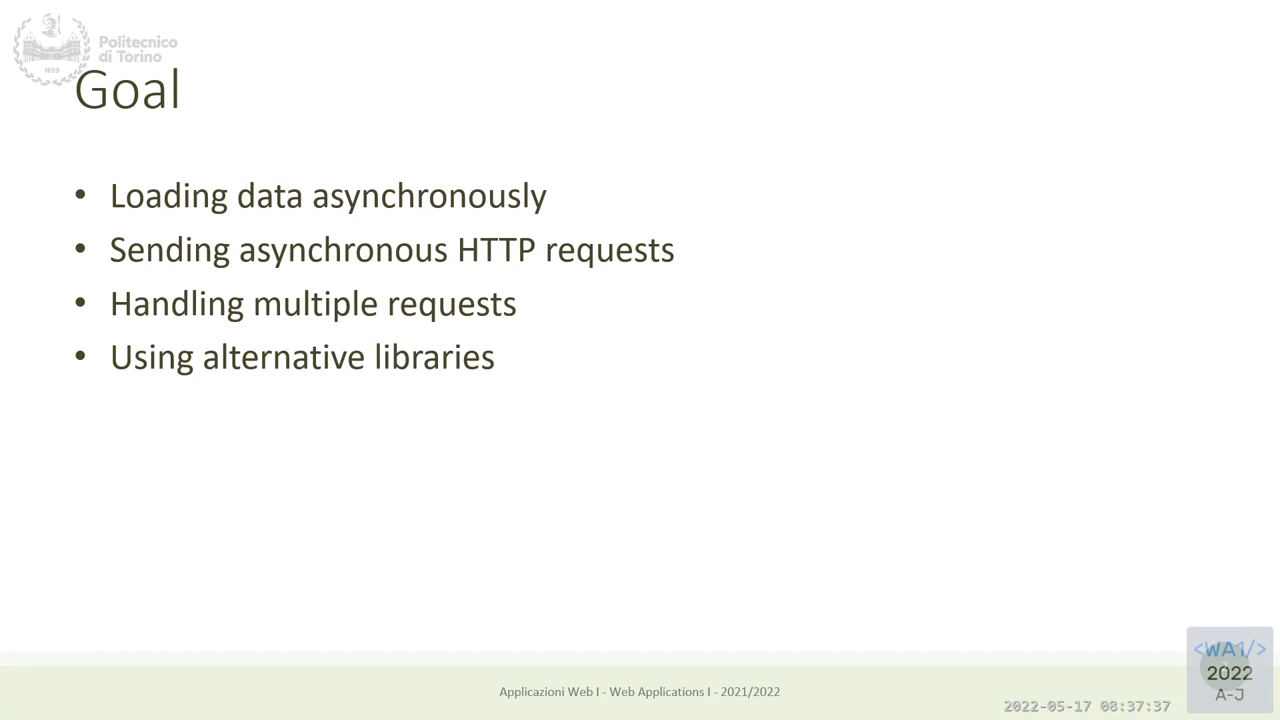 Politecnico
di Torino
1859
Goal
• Loading data asynchronously
• Sending asynchronous HTTP requests
• Handling multiple requests
• Using alternative libraries
Applicazioni Web I - Web Applications I - 2021/2022
2022-05-17 08:37:37
<WA1/>
2022
A-J